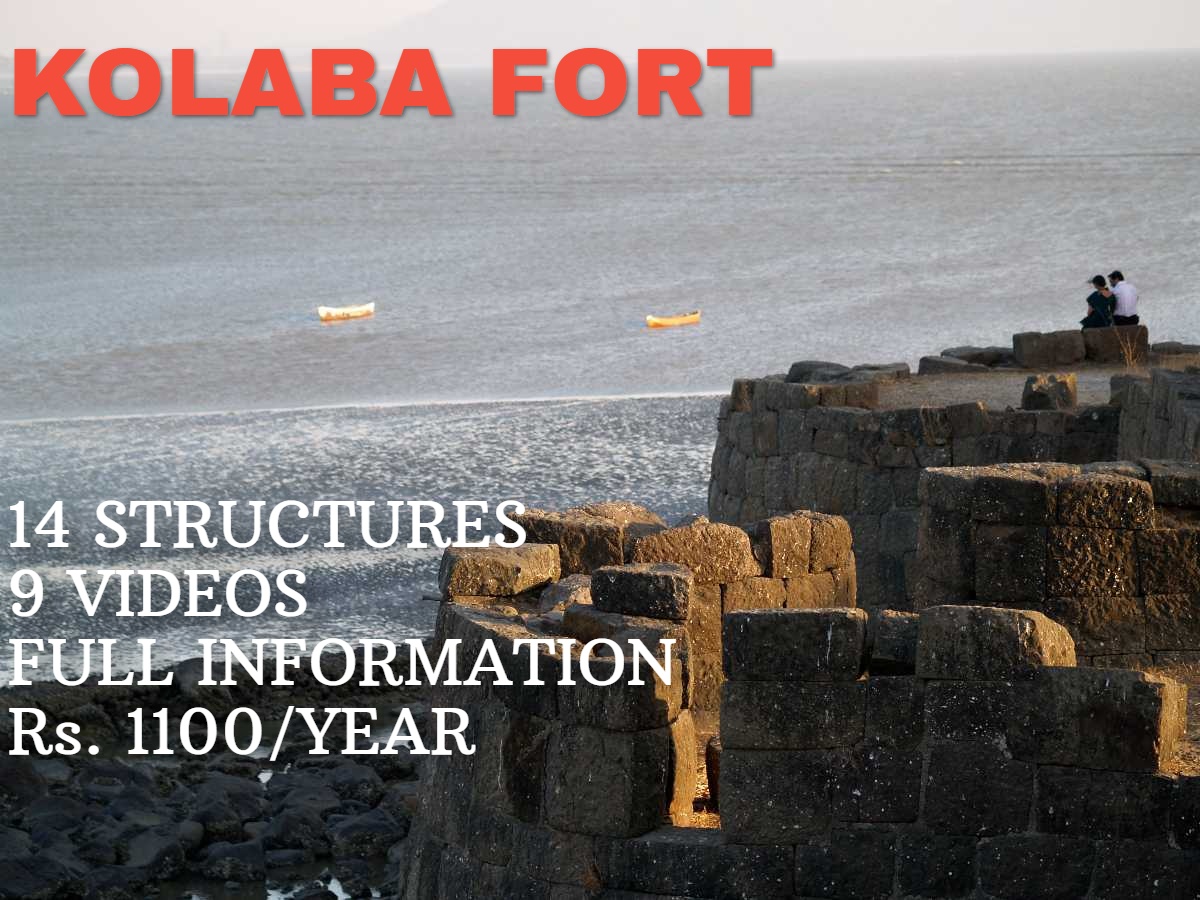 KOLABA FORT
14 STRUCTURES
9 VIDEOS
FULL INFORMATION
Rs. 1100/YEAR